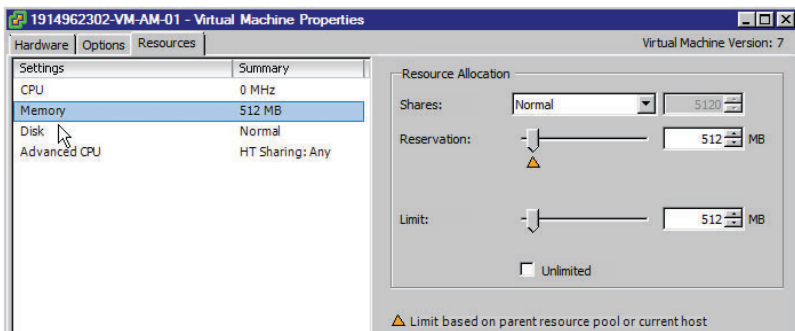 1914962302-VM-AM-01 - Virtual Machine Properties
Hardware Options Resources Virtual Machine Version: 7
Settings Summary
CPU 0 MHz
Memory 512 MB
Disk Normal
Advanced CPU HT Sharing: Any
Resource Allocation
Shares: Normal 5120
Reservation: 512 MB
Limit: 512 MB
Unlimited
Limit based on parent resource pool or current host